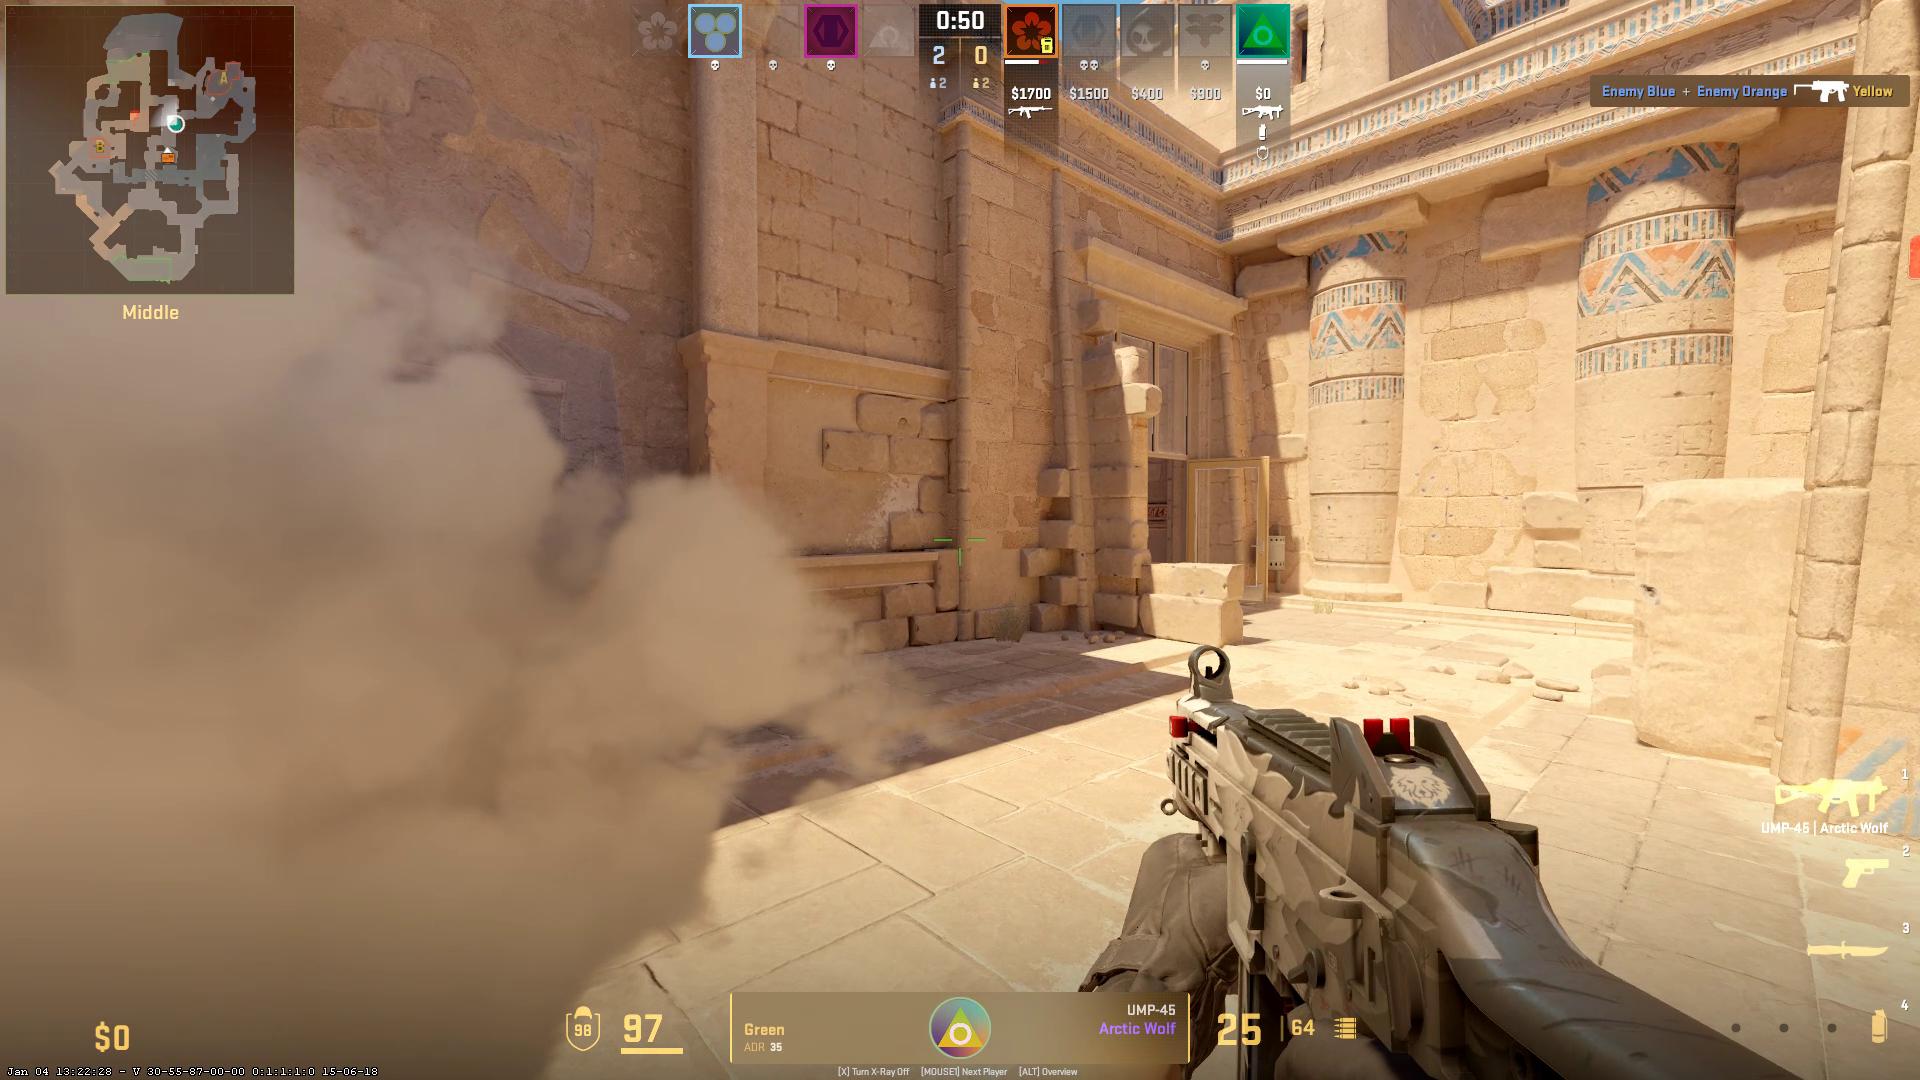 A
B
Middle
0:50
2 0
2 2
$1700 $1500 $400 $900 $0
Enemy Blue + Enemy Orange Yellow
1
UMP-45 | Arctic Wolf
2
3
4
$0
98 97
Green
ADR 35
UMP-45
Arctic Wolf
25 | 64
[X] Turn X-Ray Off [MOUSE1] Next Player [ALT] Overview
Jan 04 13:22:28 - V 30-55-87-00-00 0:1:1:1:0 15-06-18